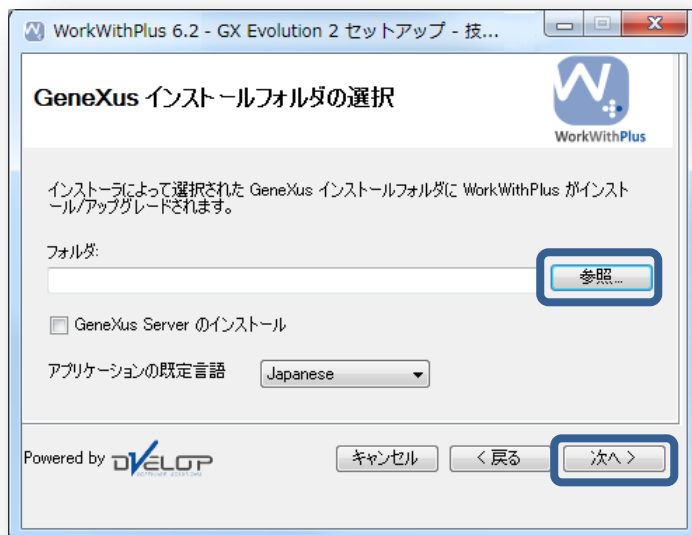 WorkWithPlus 6.2 - GX Evolution 2 セットアップ - 技...
GeneXus インストールフォルダの選択
WorkWithPlus
インストーラによって選択された GeneXus インストールフォルダに WorkWithPlus がインスト
ール/アップグレードされます。
フォルダ:
参照...
GeneXus Server のインストール
アプリケーションの既定言語
Japanese
Powered by DVELOP
キャンセル
< 戻る
次へ >